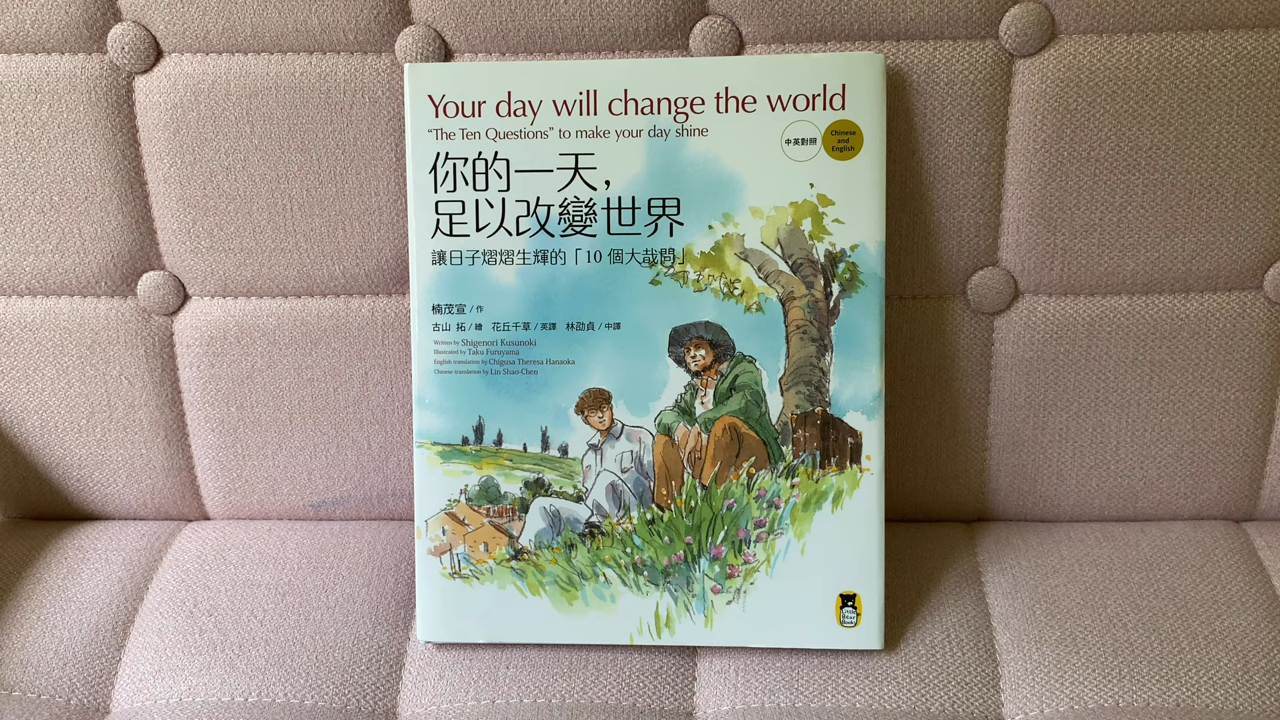 Your day will change the world
“The Ten Questions” to make your day shine
中英對照
Chinese
and
English
你的一天，
足以改變世界
讓日子熠熠生輝的「10 個大哉問」
楠茂宣/作
古山 拓/繪 花丘千草/英譯 林劭貞/中譯
Written by Shigenori Kusunoki
Illustrated by Taku Furuyama
English translation by Chigusa Theresa Hanaoka
Chinese translation by Lin Shao-Chen
Little
Bear
Books